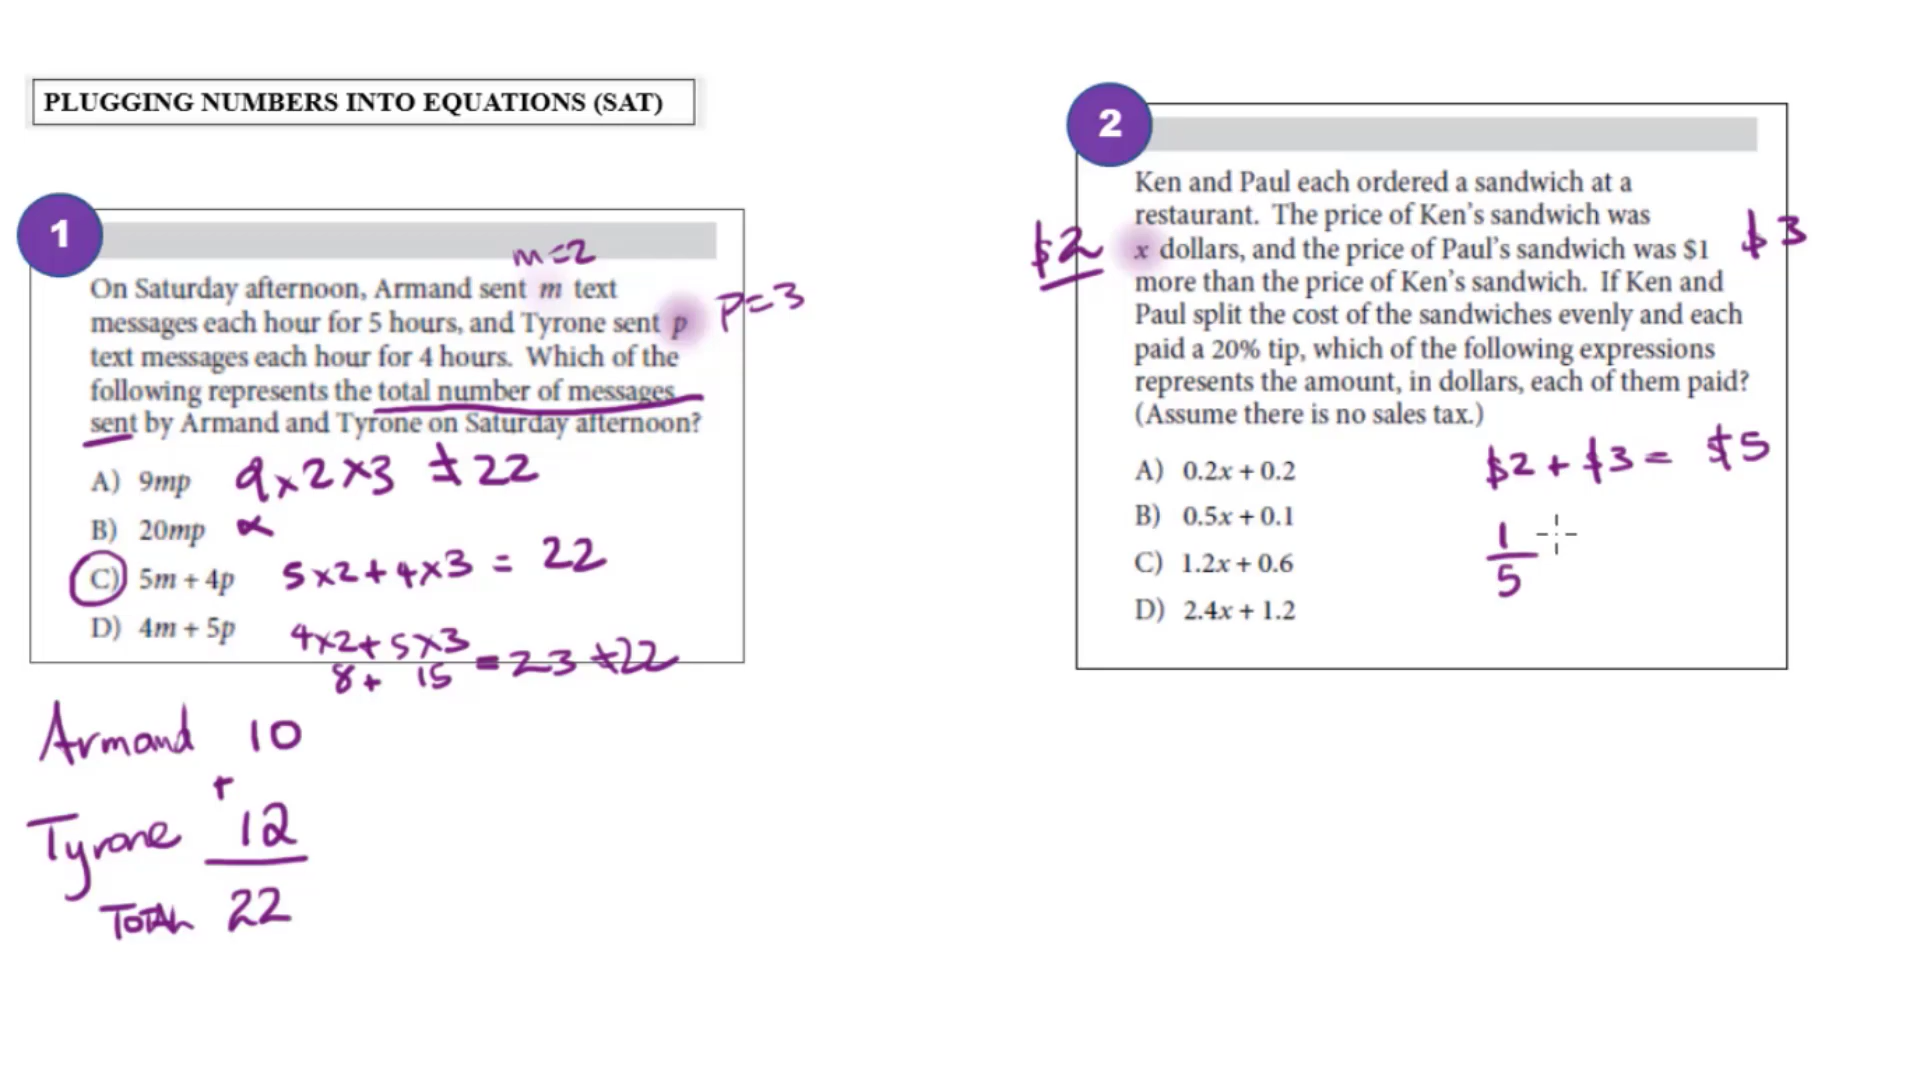 PLUGGING NUMBERS INTO EQUATIONS (SAT)
1
m=2
On Saturday afternoon, Armand sent m text
messages each hour for 5 hours, and Tyrone sent p
p=3
text messages each hour for 4 hours. Which of the
following represents the total number of messages
sent by Armand and Tyrone on Saturday afternoon?
A) 9mp 9×2×3 ≠22
B) 20mp ×
C) 5m + 4p 5×2+4×3 = 22
D) 4m + 5p 4×2+5×3
8+ 15 =23 ≠22
Armand 10
+
Tyrone 12
TOTAL 22
2
Ken and Paul each ordered a sandwich at a
restaurant. The price of Ken's sandwich was
$2 x dollars, and the price of Paul's sandwich was $1 $3
more than the price of Ken's sandwich. If Ken and
Paul split the cost of the sandwiches evenly and each
paid a 20% tip, which of the following expressions
represents the amount, in dollars, each of them paid?
(Assume there is no sales tax.)
$2 + $3 = $5
A) 0.2x + 0.2
B) 0.5x + 0.1
C) 1.2x + 0.6
D) 2.4x + 1.2
1
5